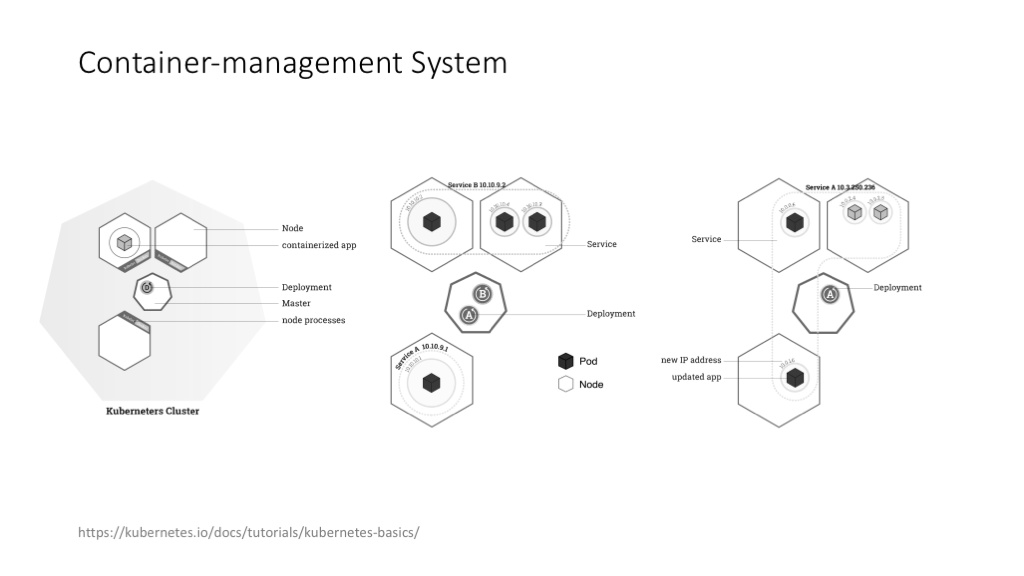 Container-management System
Node
containerized app
Deployment
Master
node processes
Kuberneters Cluster
Service B 10.10.9.2
Service
B
A
Deployment
Service A 10.10.9.1
Pod
Node
Service A 10.3.250.236
Service
A
Deployment
new IP address
updated app
https://kubernetes.io/docs/tutorials/kubernetes-basics/